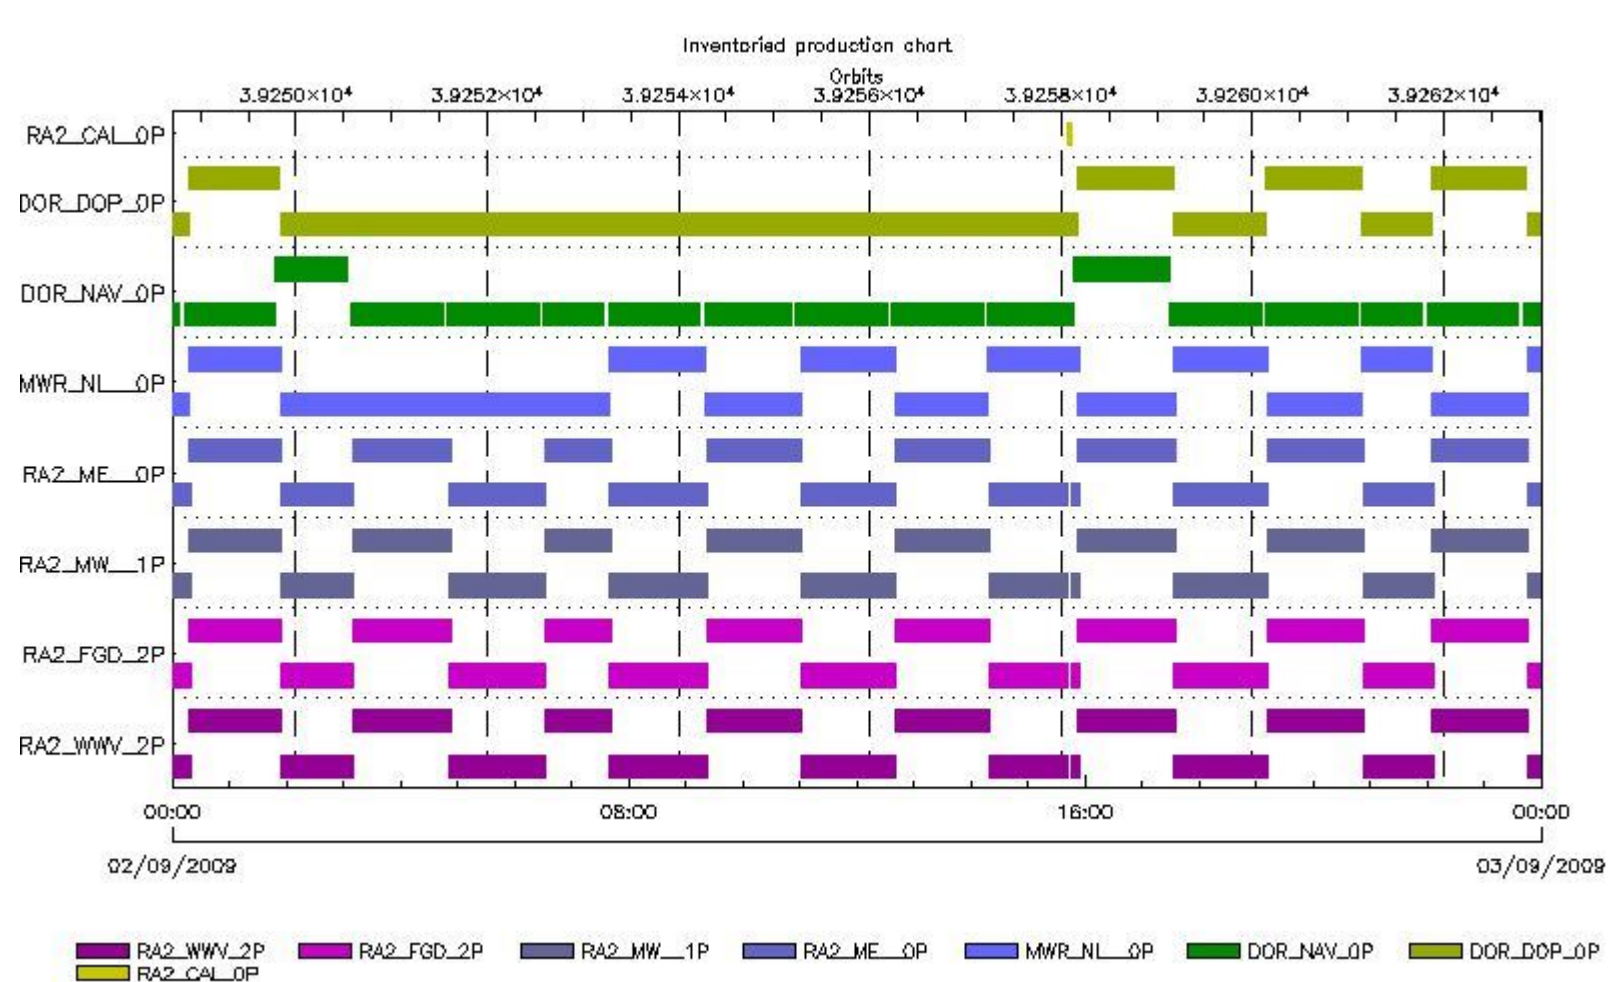 Inventoried production chart
Orbits
3.9250×10⁴ 3.9252×10⁴ 3.9254×10⁴ 3.9256×10⁴ 3.9258×10⁴ 3.9260×10⁴ 3.9262×10⁴
RA2_CAL_0P
DOR_DOP_0P
DOR_NAV_0P
MWR_NL__0P
RA2_ME__0P
RA2_MW__1P
RA2_FGD_2P
RA2_WWV_2P
00:00 08:00 16:00 00:00
02/09/2009 03/09/2009
RA2_WWV_2P RA2_FGD_2P RA2_MW__1P RA2_ME__0P MWR_NL__0P DOR_NAV_0P DOR_DOP_0P
RA2_CAL_0P